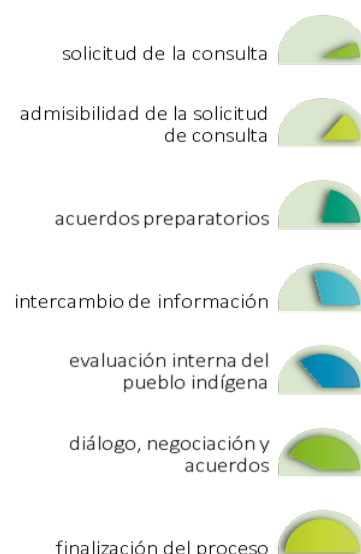 solicitud de la consulta
admisibilidad de la solicitud
de consulta
acuerdos preparatorios
intercambio de información
evaluación interna del
pueblo indígena
diálogo, negociación y
acuerdos
finalización del proceso